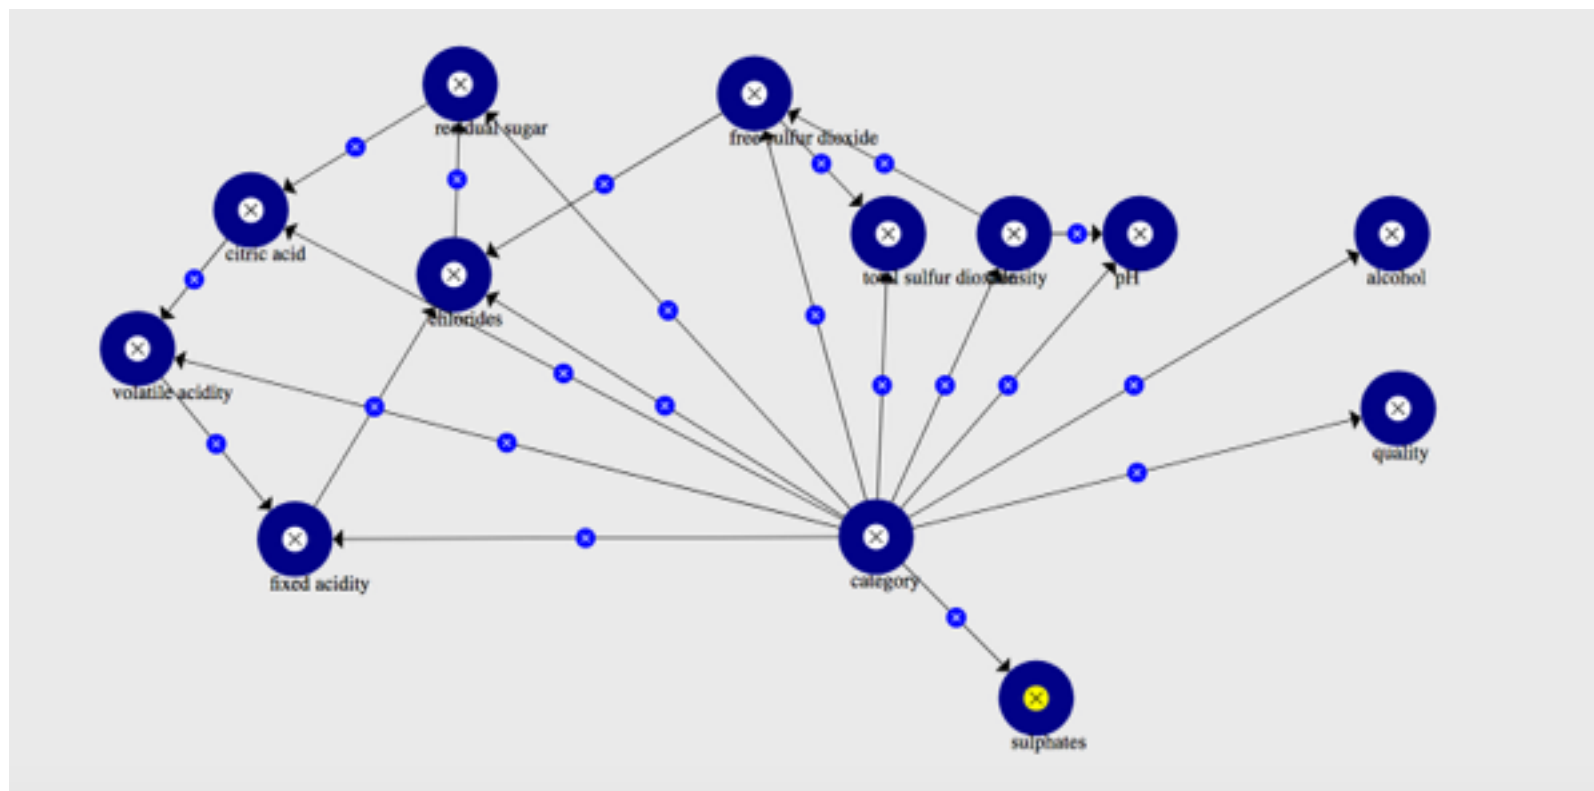 residual sugar
free sulfur dioxide
citric acid
total sulfur dioxide
density
pH
alcohol
chlorides
volatile acidity
quality
fixed acidity
category
sulphates